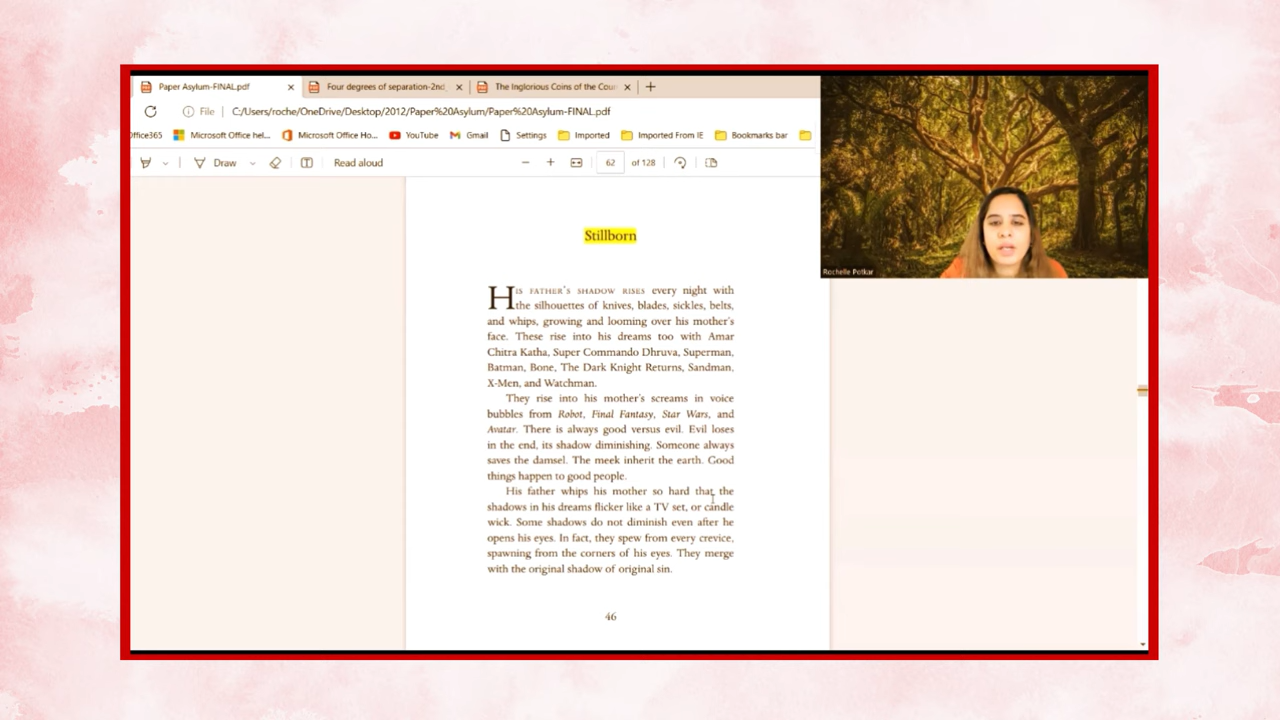 Paper Asylum-FINAL.pdf
Four degrees of separation-2nd
The Inglorious Coins of the Coun
File
C:/Users/roche/OneDrive/Desktop/2012/Paper%20Asylum/Paper%20Asylum-FINAL.pdf
Office365
Microsoft Office hel...
Microsoft Office Ho...
YouTube
Gmail
Settings
Imported
Imported From IE
Bookmarks bar
Draw
Read aloud
62
of 128
Rochelle Potkar
Stillborn
HIS FATHER'S SHADOW RISES every night with
the silhouettes of knives, blades, sickles, belts,
and whips, growing and looming over his mother's
face. These rise into his dreams too with Amar
Chitra Katha, Super Commando Dhruva, Superman,
Batman, Bone, The Dark Knight Returns, Sandman,
X-Men, and Watchman.
They rise into his mother's screams in voice
bubbles from Robot, Final Fantasy, Star Wars, and
Avatar. There is always good versus evil. Evil loses
in the end, its shadow diminishing. Someone always
saves the damsel. The meek inherit the earth. Good
things happen to good people.
His father whips his mother so hard that the
shadows in his dreams flicker like a TV set, or candle
wick. Some shadows do not diminish even after he
opens his eyes. In fact, they spew from every crevice,
spawning from the corners of his eyes. They merge
with the original shadow of original sin.
46